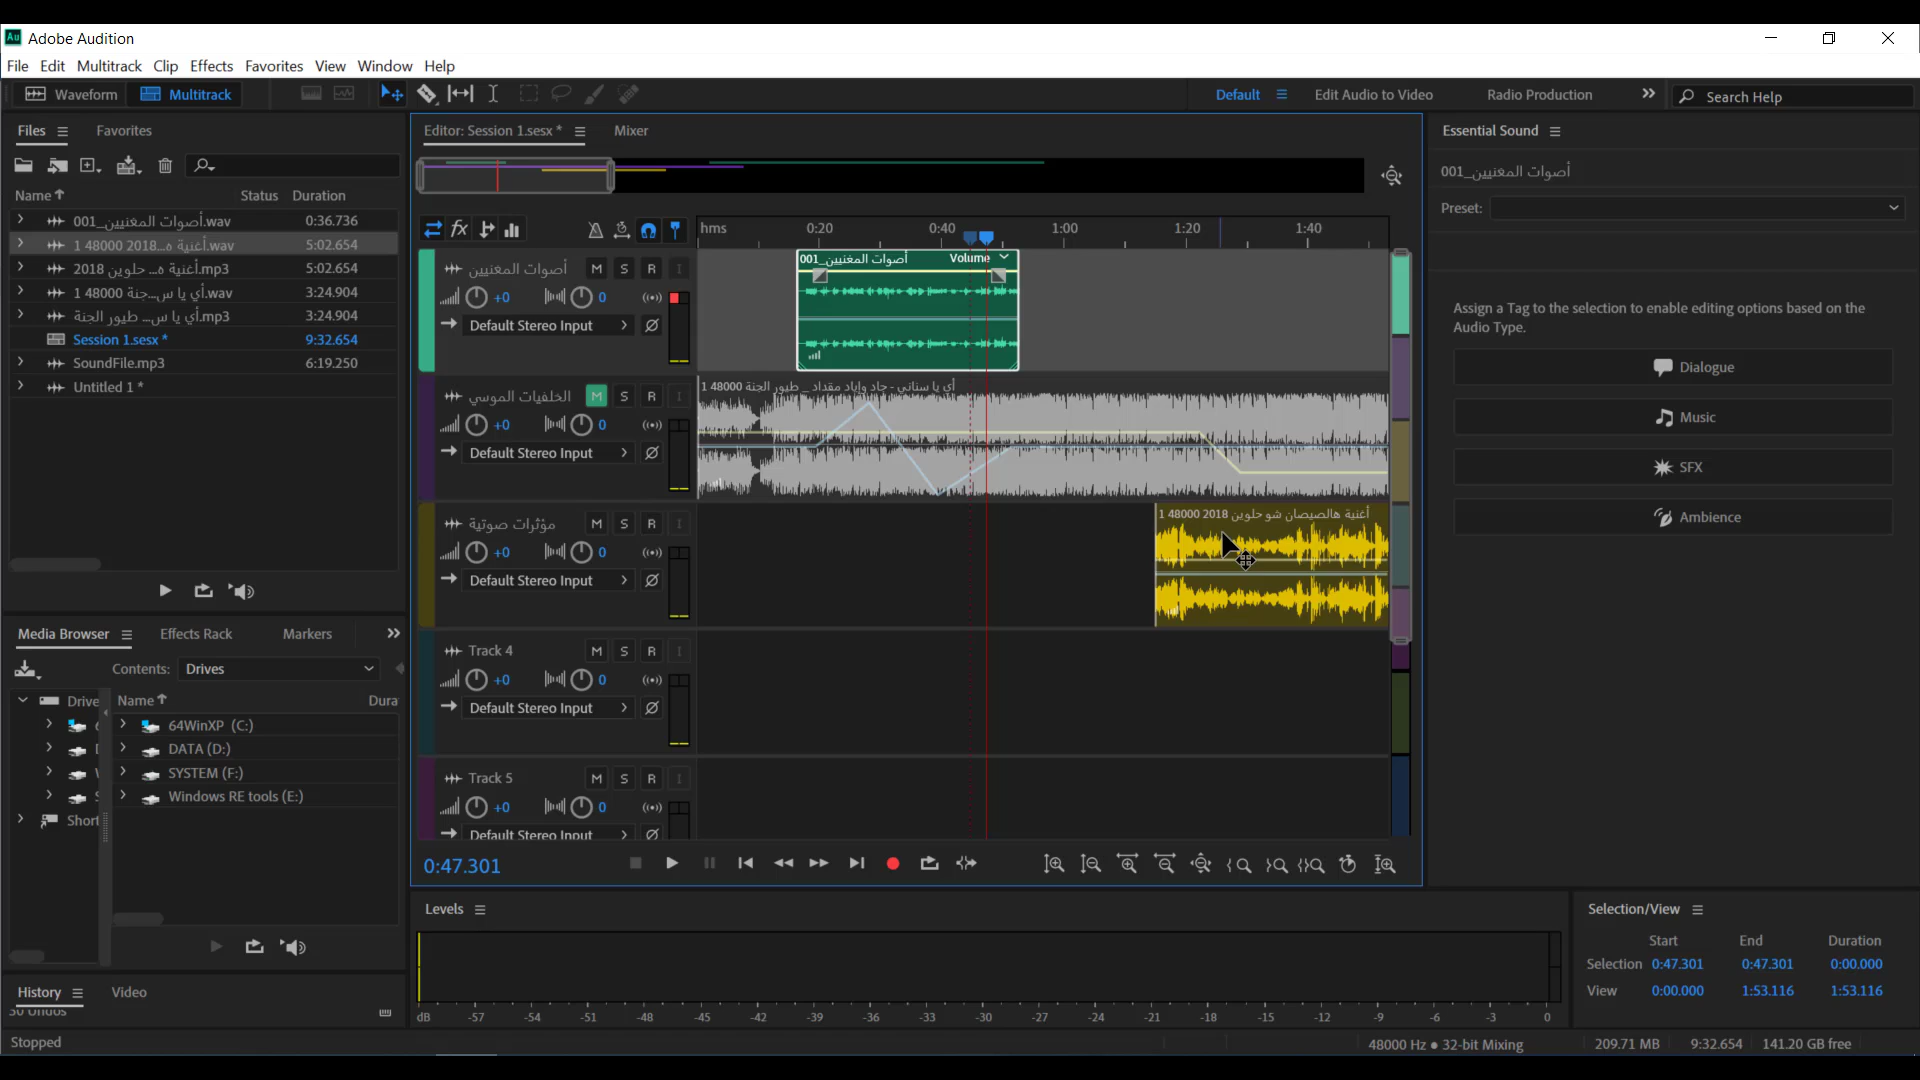 Adobe Audition
File Edit Multitrack Clip Effects Favorites View Window Help
Waveform Multitrack Default Edit Audio to Video Radio Production Search Help
Files Favorites
Name Status Duration
أصوات المغنيين_001.wav 0:36.736
أغنية ه...2018 48000 1.wav 5:02.654
أغنية ه... حلوين 2018.mp3 5:02.654
أي يا س...جنة 48000 1.wav 3:24.904
أي يا س... طيور الجنة.mp3 3:24.904
Session 1.sesx * 9:32.654
SoundFile.mp3 6:19.250
Untitled 1 *
Media Browser Effects Rack Markers
Contents: Drives
Drive Name Dura
64WinXP (C:)
DATA (D:)
SYSTEM (F:)
Windows RE tools (E:)
Short
History Video
50 Undos
Stopped
Editor: Session 1.sesx * Mixer
hms 0:20 0:40 1:00 1:20 1:40
أصوات المغنيين M S R I
+0 0
Default Stereo Input
أصوات المغنيين_001 Volume
الخلفيات الموسي M S R I
+0 0
Default Stereo Input
أي يا سناني - جاد واياد مقداد _ طيور الجنة 48000 1
مؤثرات صوتية M S R I
+0 0
Default Stereo Input
أغنية هالصيصان شو حلوين 2018 48000 1
Track 4 M S R I
+0 0
Default Stereo Input
Track 5 M S R I
+0 0
Default Stereo Input
0:47.301
Levels
dB -57 -54 -51 -48 -45 -42 -39 -36 -33 -30 -27 -24 -21 -18 -15 -12 -9 -6 -3 0
Essential Sound
أصوات المغنيين_001
Preset:
Assign a Tag to the selection to enable editing options based on the
Audio Type.
Dialogue
Music
SFX
Ambience
Selection/View
Start End Duration
Selection 0:47.301 0:47.301 0:00.000
View 0:00.000 1:53.116 1:53.116
48000 Hz ● 32-bit Mixing 209.71 MB 9:32.654 141.20 GB free